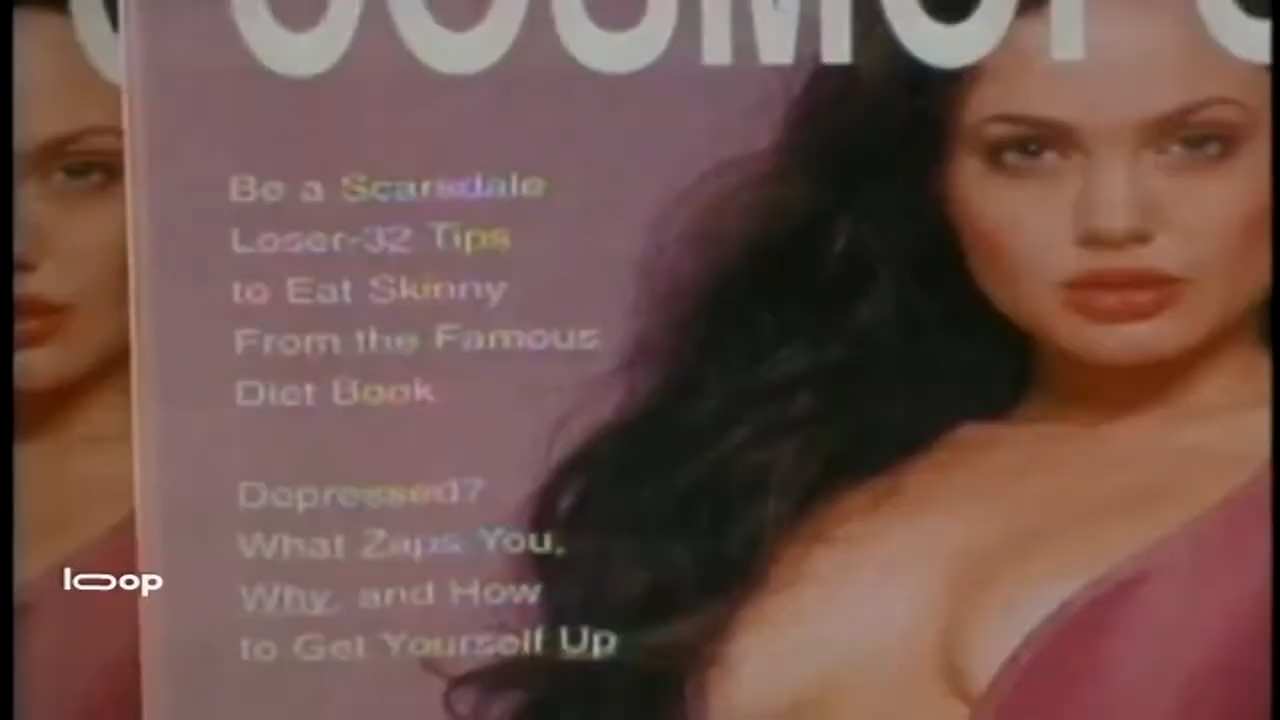 COSMOPO
Be a Scarsdale
Loser-32 Tips
to Eat Skinny
From the Famous
Diet Book
Depressed?
What Zaps You,
Why, and How
to Get Yourself Up
loop